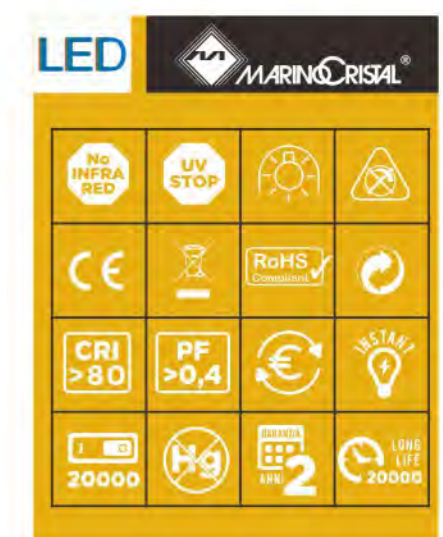 LED
MARINOCRISTAL®
No
INFRA
RED
UV
STOP
CE
RoHS
Compliant
CRI
>80
PF
>0,4
€
INSTANT
I O
20000
Hg
GARANZIA
ANNI 2
LONG
LIFE
20000